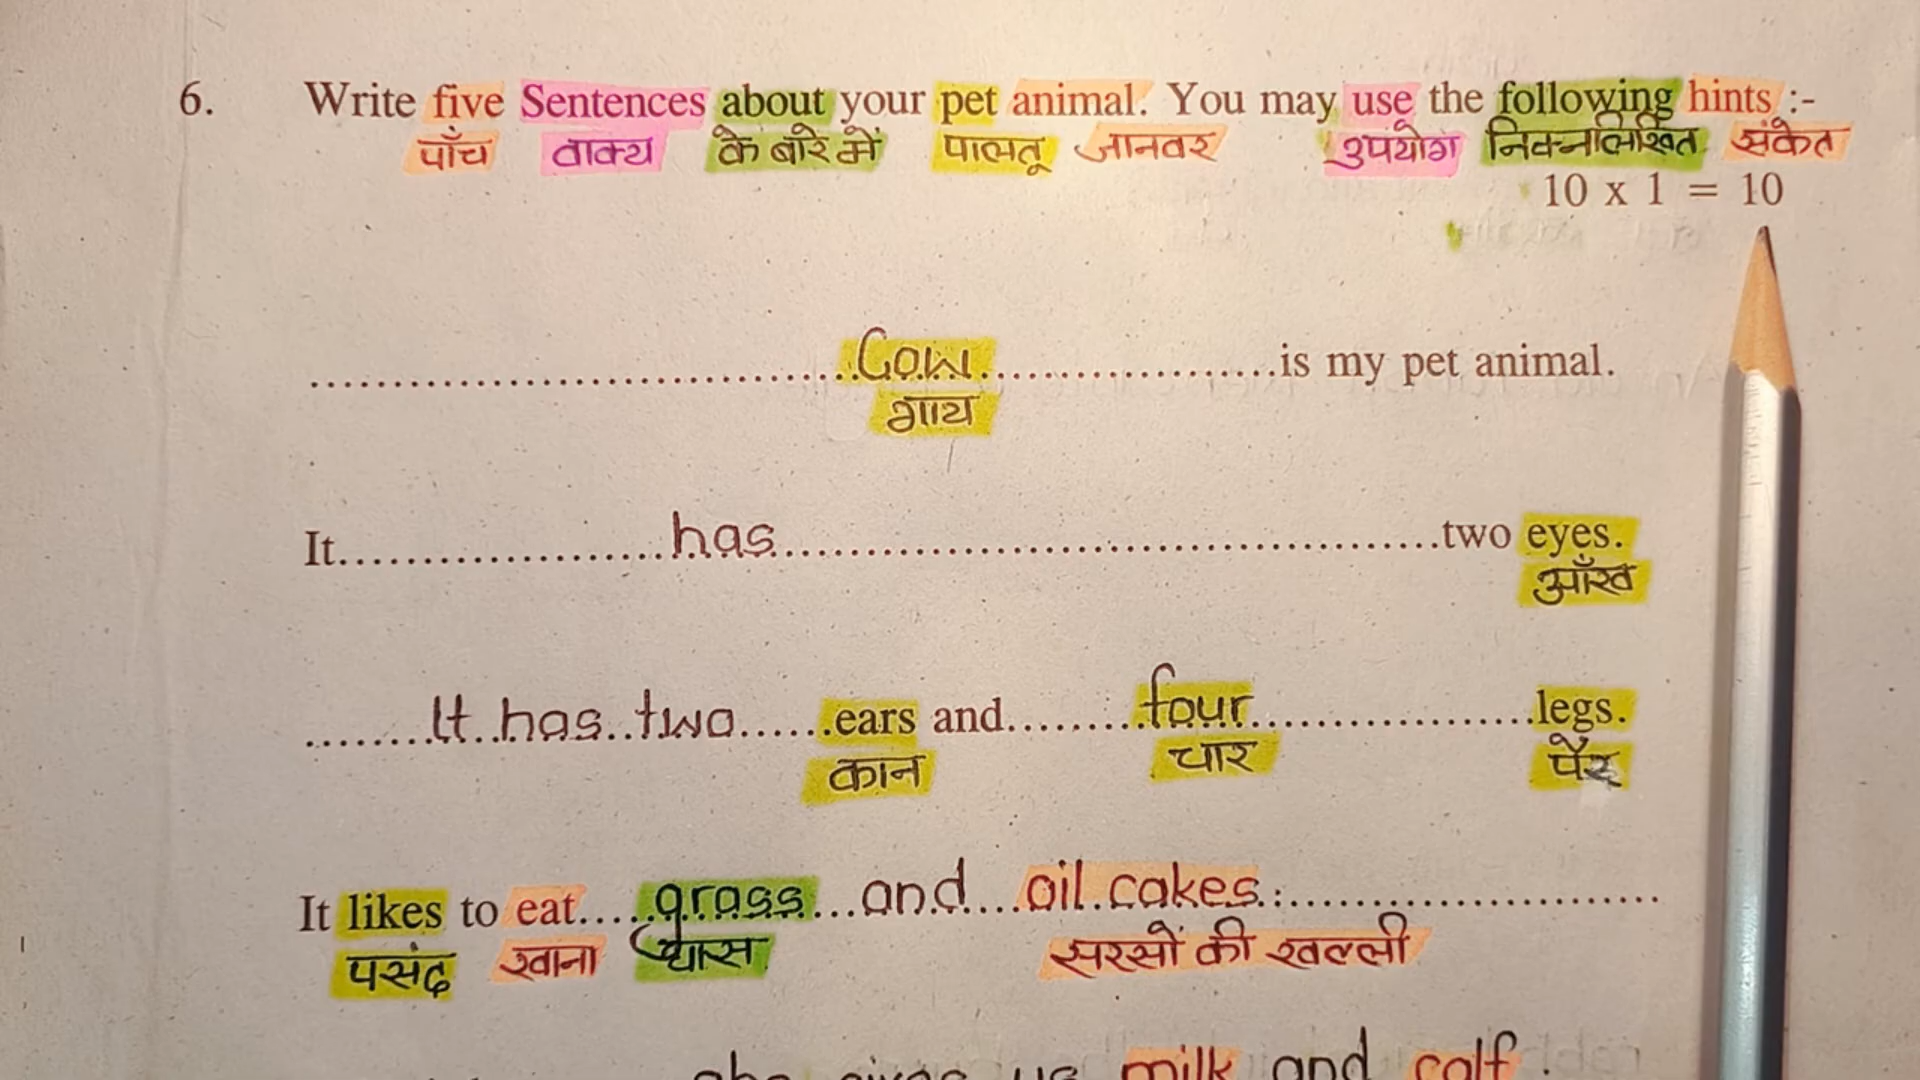 6. Write five Sentences about your pet animal. You may use the following hints :-
पाँच वाक्य के बारे में पालतू जानवर उपयोग निक्नलिखित संकेत
10 x 1 = 10
Cow is my pet animal.
गाय
It has two eyes.
आँख
It has two ears and four legs.
कान चार पैर
It likes to eat grass and oil cakes.
पसंद खाना घास सरसों की खल्ली
gives us milk and calf.